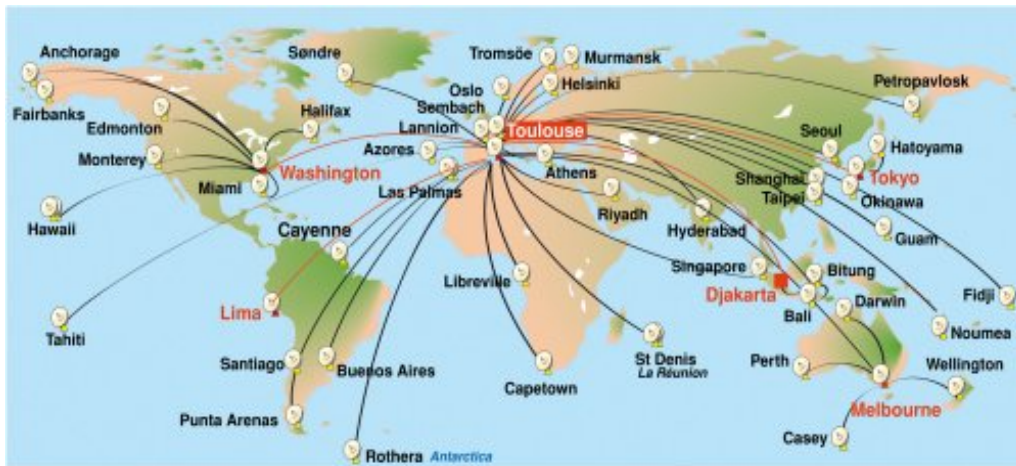 Anchorage
Søndre
Tromsöe
Murmansk
Fairbanks
Oslo
Helsinki
Petropavlosk
Halifax
Sembach
Edmonton
Lannion
Toulouse
Seoul
Hatoyama
Monterey
Azores
Washington
Athens
Shanghai
Tokyo
Miami
Las Palmas
Taipei
Okinawa
Hawaii
Riyadh
Hyderabad
Guam
Cayenne
Singapore
Bitung
Libreville
Djakarta
Darwin
Fidji
Lima
Bali
Tahiti
Noumea
Santiago
Buenos Aires
St Denis
La Réunion
Perth
Wellington
Capetown
Punta Arenas
Melbourne
Casey
Rothera Antarctica